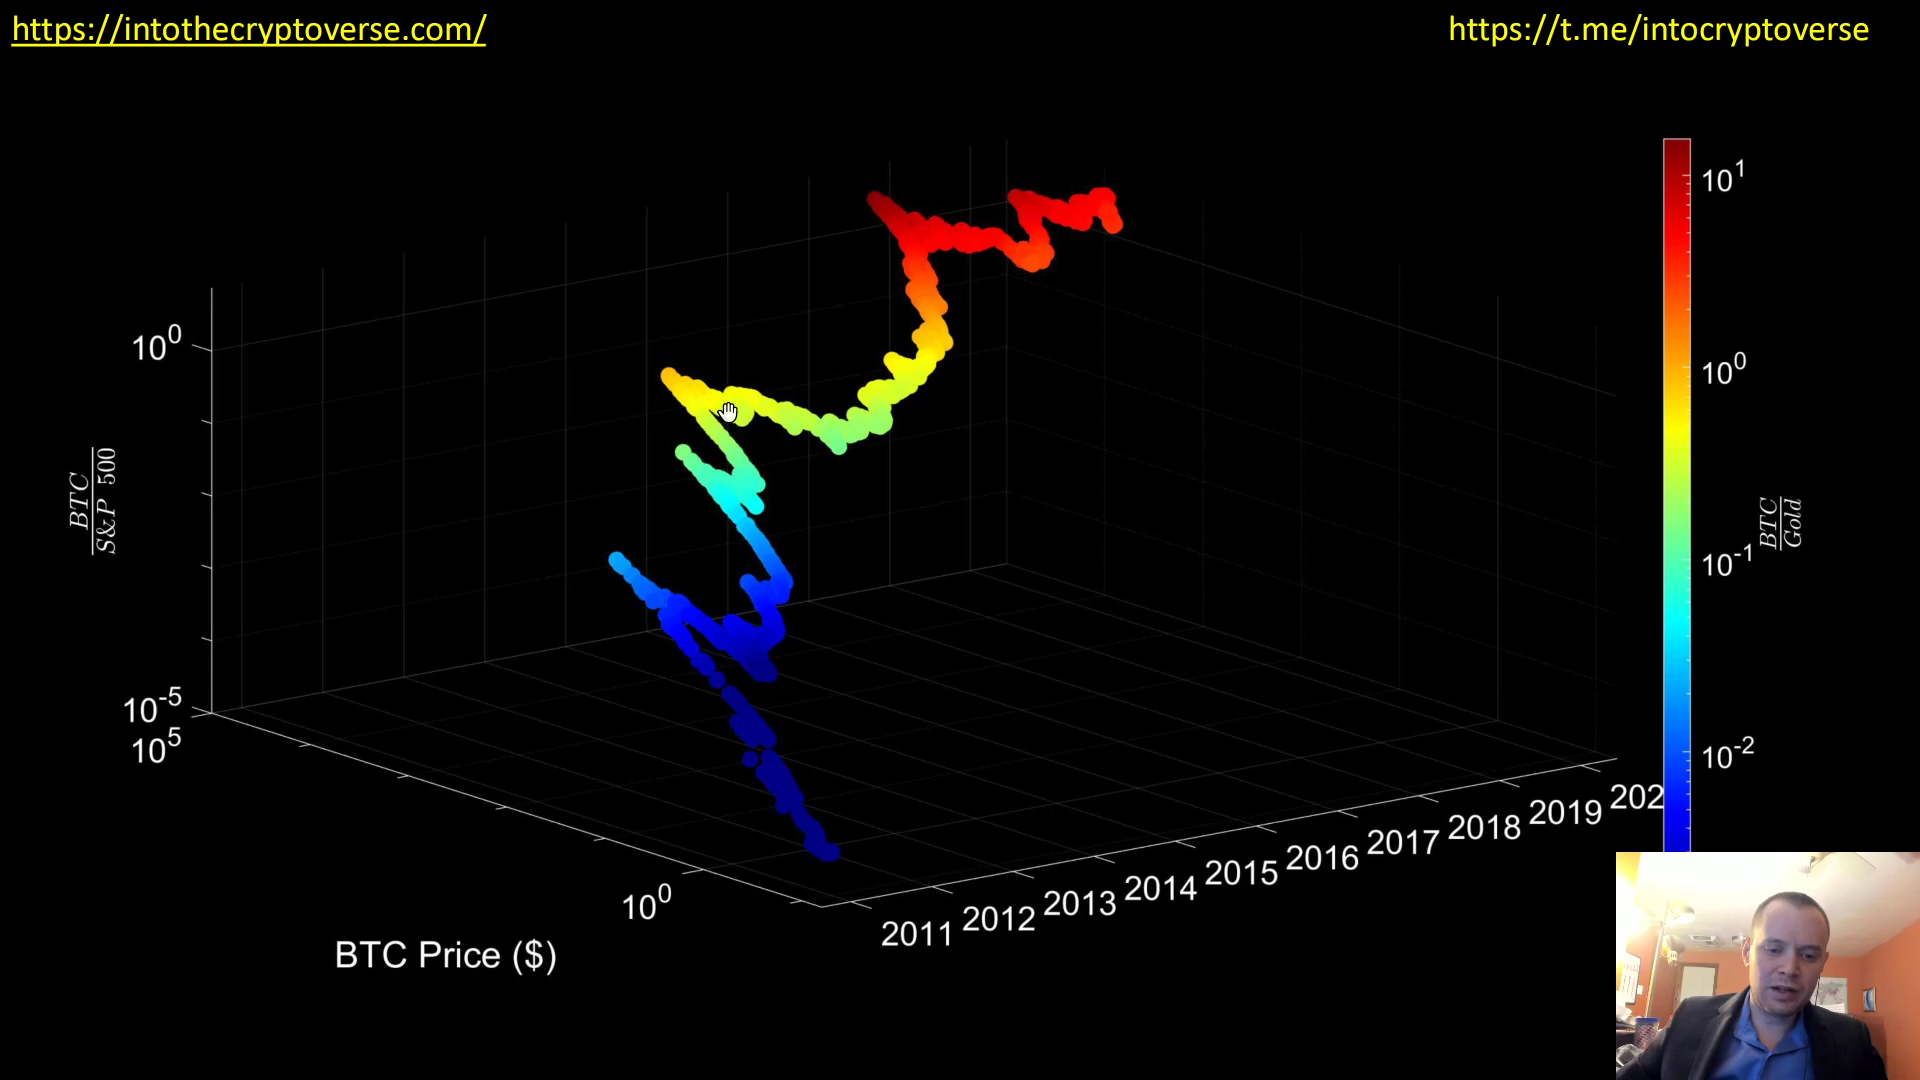 https://intothecryptoverse.com/
https://t.me/intocryptoverse
10^1
10^0
10^0
BTC
S&P 500
BTC
Gold
10^-1
10^-5
10^-2
10^5
202
2019
2018
2017
2016
2015
2014
2013
2012
2011
10^0
BTC Price ($)